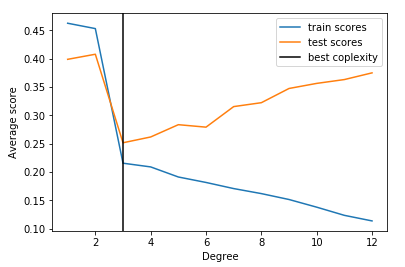 train scores
test scores
best coplexity
0.45
0.40
0.35
0.30
0.25
0.20
0.15
0.10
Average score
2 4 6 8 10 12
Degree